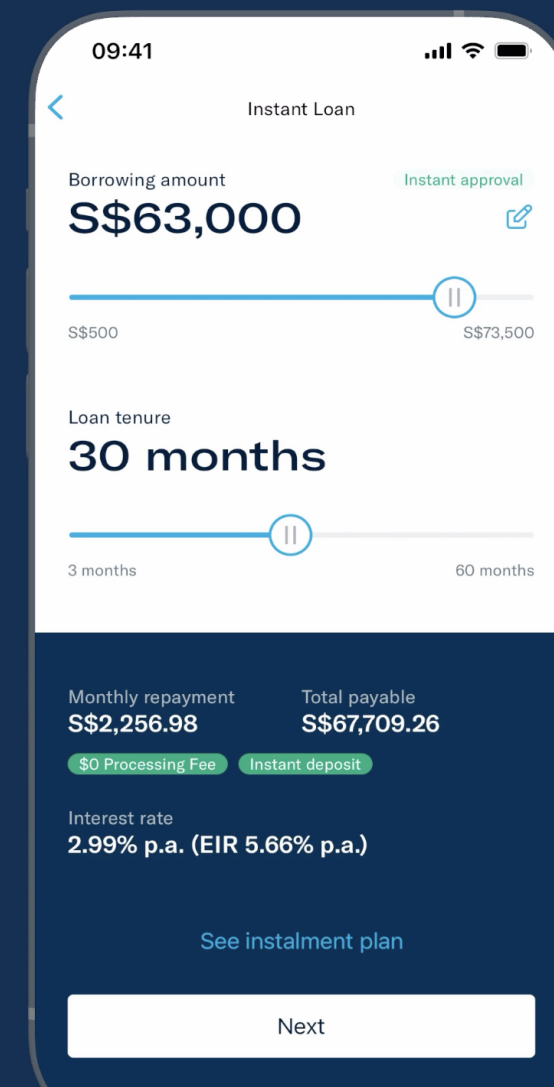 09:41
Instant Loan
Borrowing amount
Instant approval
S$63,000
S$500
S$73,500
Loan tenure
30 months
3 months
60 months
Monthly repayment
Total payable
S$2,256.98
S$67,709.26
$0 Processing Fee
Instant deposit
Interest rate
2.99% p.a. (EIR 5.66% p.a.)
See instalment plan
Next